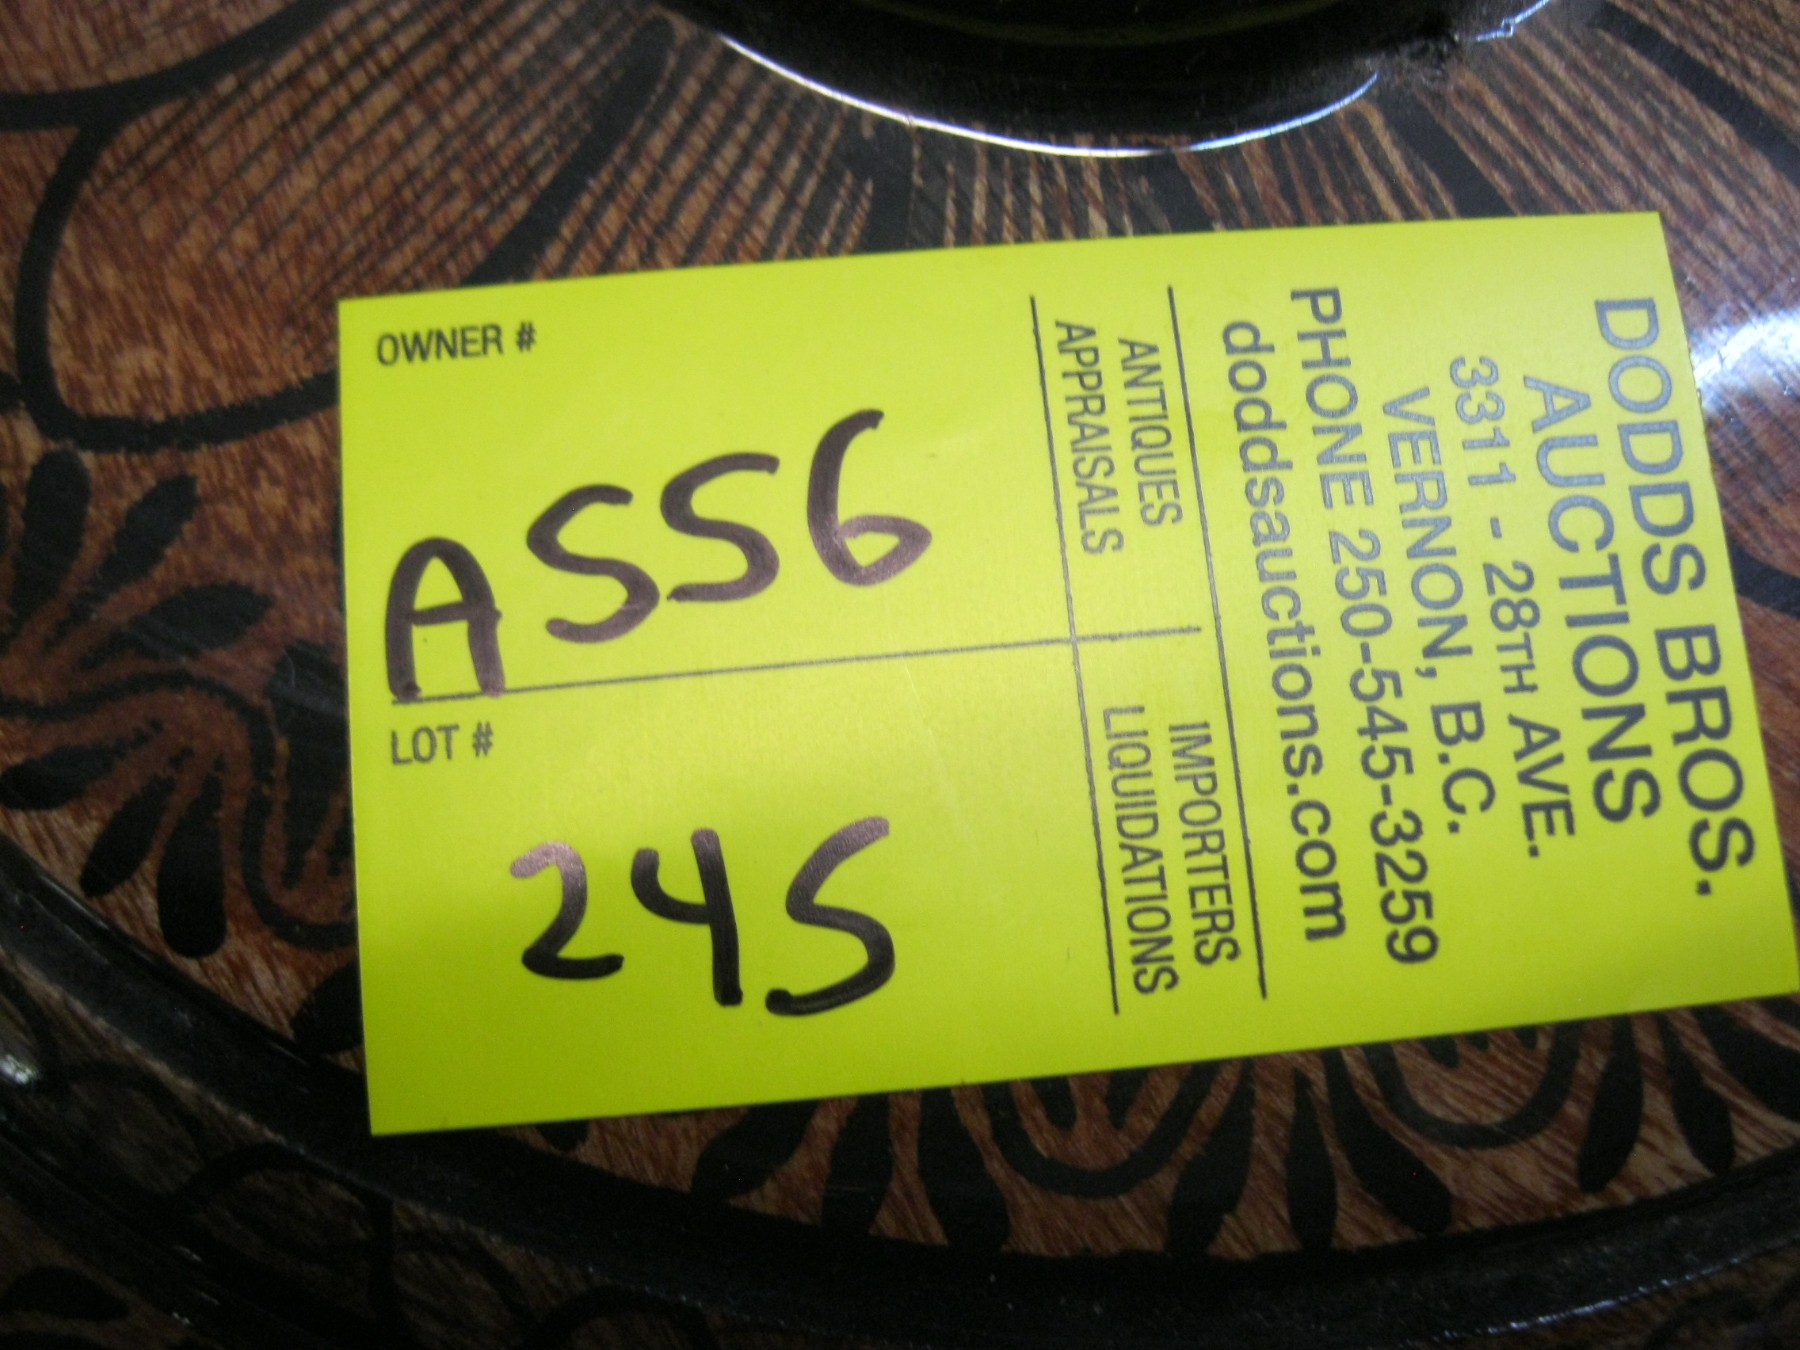 DODDS BROS.
AUCTIONS
3311 - 28TH AVE.
VERNON, B.C.
PHONE 250-545-3259
doddsauctions.com
ANTIQUES IMPORTERS
APPRAISALS LIQUIDATIONS
OWNER #
A556
LOT #
245